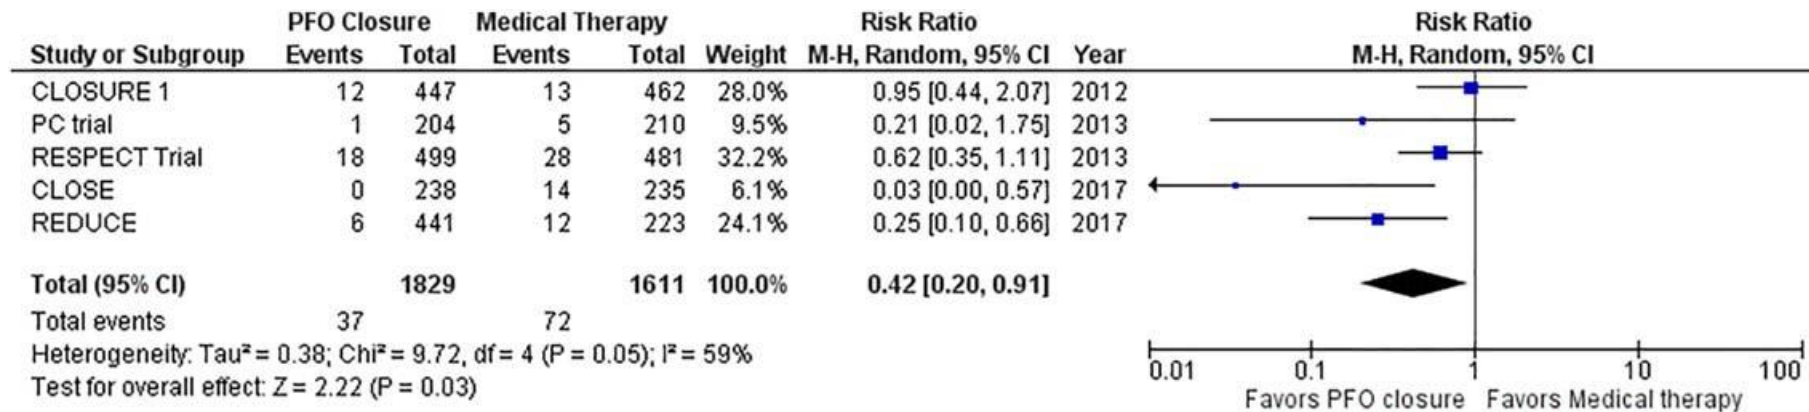 PFO Closure Medical Therapy Risk Ratio Risk Ratio
Study or Subgroup Events Total Events Total Weight M-H, Random, 95% CI Year M-H, Random, 95% CI
CLOSURE 1 12 447 13 462 28.0% 0.95 [0.44, 2.07] 2012
PC trial 1 204 5 210 9.5% 0.21 [0.02, 1.75] 2013
RESPECT Trial 18 499 28 481 32.2% 0.62 [0.35, 1.11] 2013
CLOSE 0 238 14 235 6.1% 0.03 [0.00, 0.57] 2017
REDUCE 6 441 12 223 24.1% 0.25 [0.10, 0.66] 2017
Total (95% CI) 1829 1611 100.0% 0.42 [0.20, 0.91]
Total events 37 72
Heterogeneity: Tau² = 0.38; Chi² = 9.72, df = 4 (P = 0.05); I² = 59%
Test for overall effect: Z = 2.22 (P = 0.03)
0.01 0.1 1 10 100
Favors PFO closure Favors Medical therapy